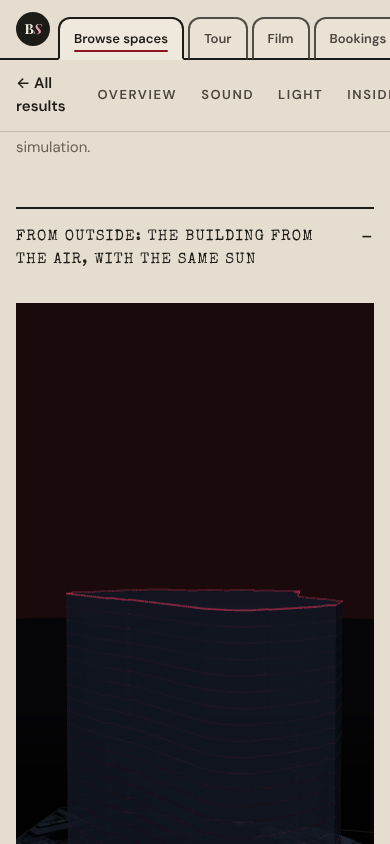 BS
Browse spaces
Tour
Film
Bookings
← All results
OVERVIEW
SOUND
LIGHT
simulation.
FROM OUTSIDE: THE BUILDING FROM
THE AIR, WITH THE SAME SUN
–